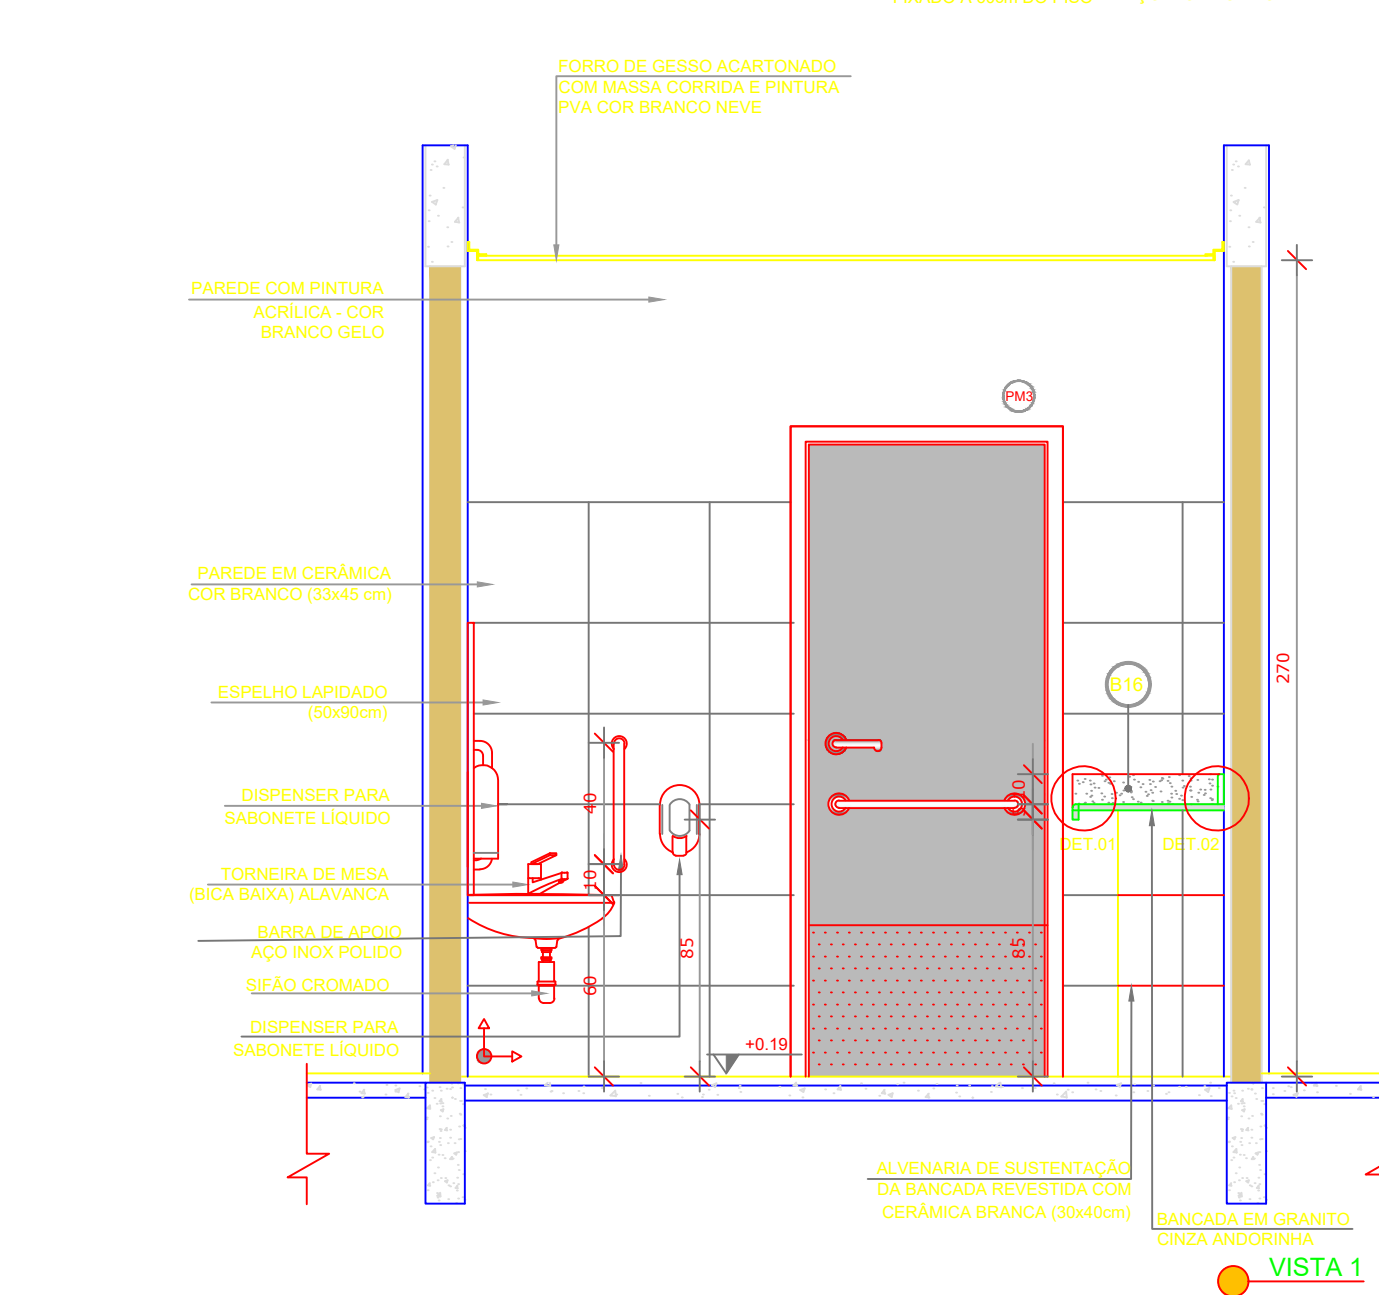 FORRO DE GESSO ACARTONADO
COM MASSA CORRIDA E PINTURA
PVA COR BRANCO NEVE
PAREDE COM PINTURA
ACRÍLICA - COR
BRANCO GELO
PM3
PAREDE EM CERÂMICA
COR BRANCO (33x45 cm)
270
B16
ESPELHO LAPIDADO
(50x90cm)
DISPENSER PARA
SABONETE LÍQUIDO
40
10
DET.01
DET.02
TORNEIRA DE MESA
(BICA BAIXA) ALAVANCA
10
BARRA DE APOIO
AÇO INOX POLIDO
85
85
SIFÃO CROMADO
60
DISPENSER PARA
SABONETE LÍQUIDO
+0.19
ALVENARIA DE SUSTENTAÇÃO
DA BANCADA REVESTIDA COM
CERÂMICA BRANCA (30x40cm)
BANCADA EM GRANITO
CINZA ANDORINHA
VISTA 1